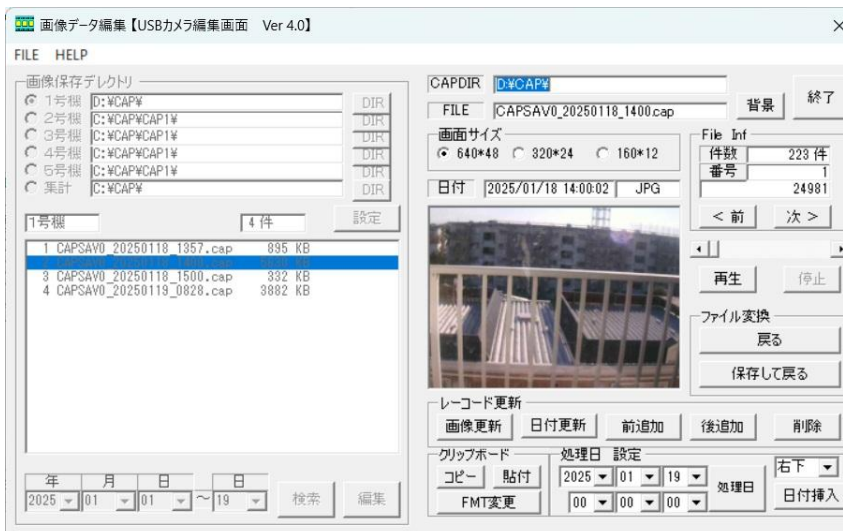 画像データ編集【USBカメラ編集画面 Ver 4.0】
FILE HELP
画像保存デレクトリ
1号機 D:¥CAP¥ DIR
2号機 C:¥CAP¥CAP1¥ DIR
3号機 C:¥CAP¥CAP1¥ DIR
4号機 C:¥CAP¥CAP1¥ DIR
5号機 C:¥CAP¥CAP1¥ DIR
集計 C:¥CAP¥ DIR
1号機 4 件 設定
1 CAPSAV0_20250118_1357.cap 895 KB
3 CAPSAV0_20250118_1500.cap 332 KB
4 CAPSAV0_20250119_0828.cap 3882 KB
年 月 日 日
2025 01 01 ～ 19 検索 編集
CAPDIR D:¥CAP¥
FILE CAPSAV0_20250118_1400.cap 背景 終了
画面サイズ
640*48 320*24 160*12
日付 2025/01/18 14:00:02 JPG
File Inf
件数 223 件
番号 1
24981
< 前 次 >
再生 停止
ファイル変換
戻る
保存して戻る
レーコード更新
画像更新 日付更新 前追加 後追加 削除
クリップボード
コピー 貼付
FMT変更
処理日 設定
2025 01 19
00 00 00
処理日
右下
日付挿入